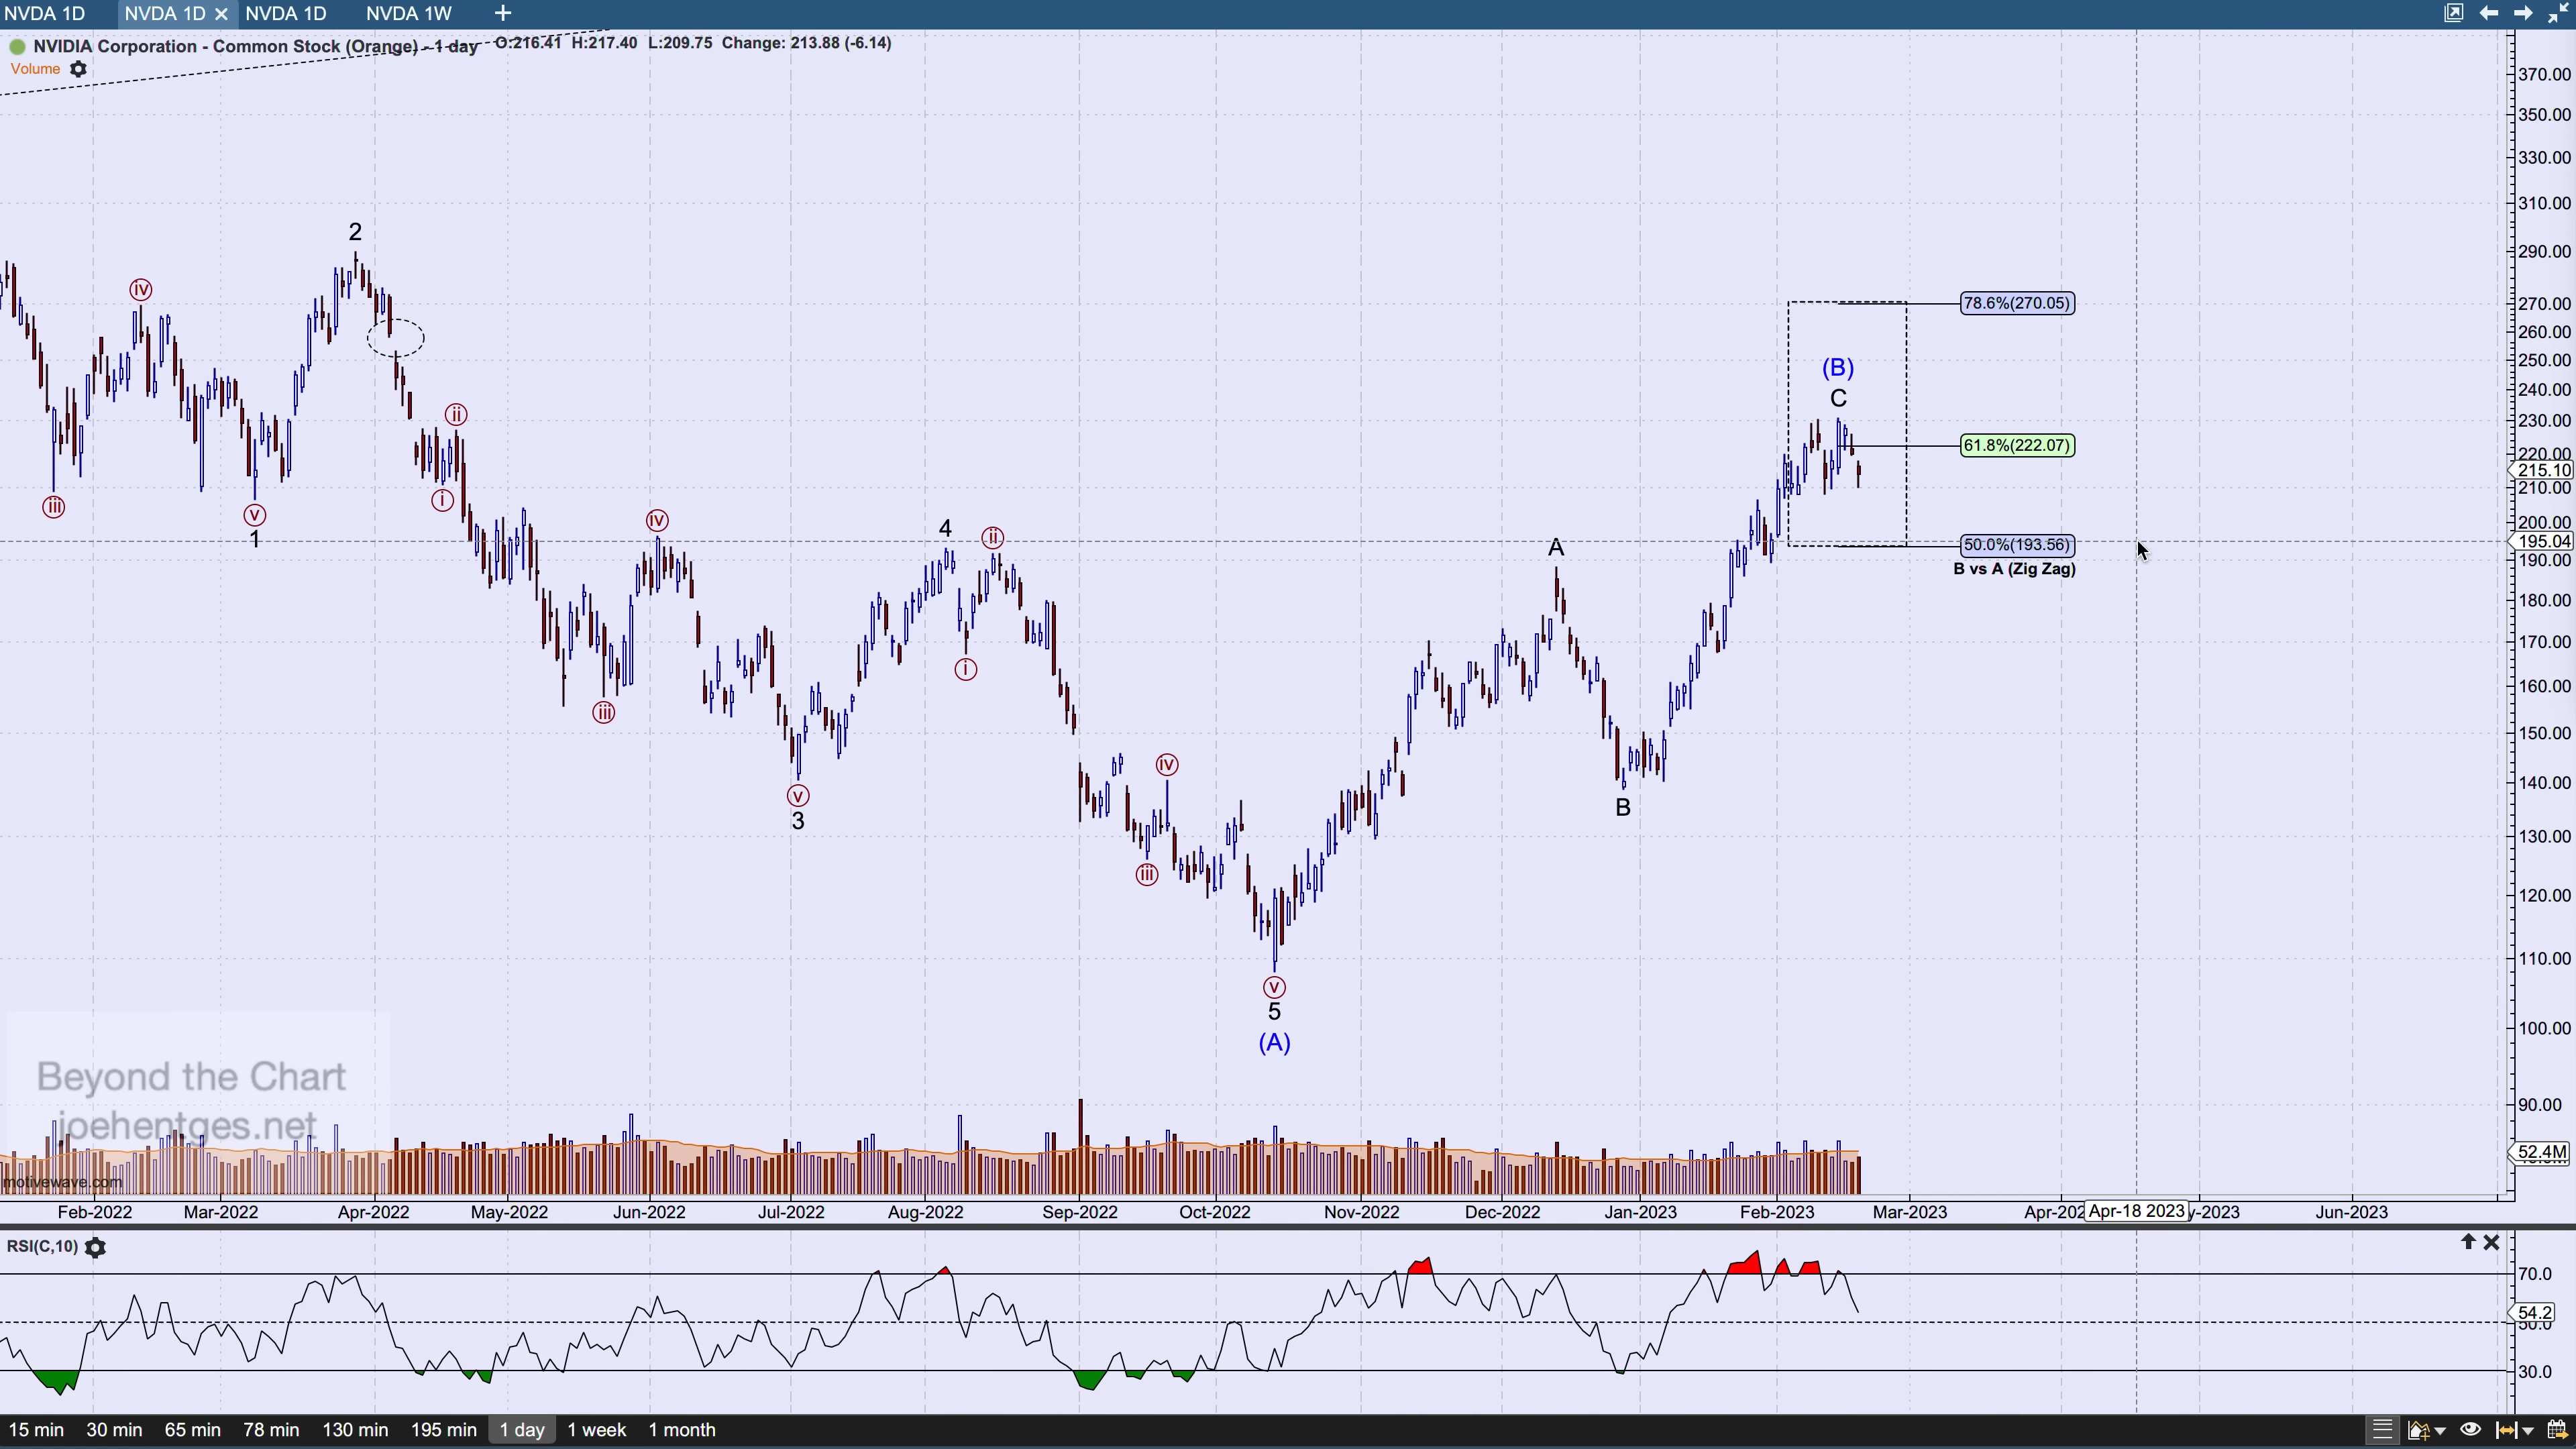 NVDA 1D NVDA 1D NVDA 1D NVDA 1W
NVIDIA Corporation - Common Stock (Orange) - 1 day O:216.41 H:217.40 L:209.75 Change: 213.88 (-6.14)
Volume
370.00
350.00
330.00
310.00
2
290.00
iv
78.6%(270.05)
270.00
260.00
250.00
(B)
240.00
C
230.00
ii
61.8%(222.07)
220.00
215.10
210.00
iii
i
v
1
iv
4
ii
200.00
195.04
A
50.0%(193.56)
190.00
B vs A (Zig Zag)
180.00
170.00
i
160.00
iii
150.00
iv
140.00
v
3
B
130.00
iii
120.00
110.00
v
5
(A)
100.00
Beyond the Chart
joehentges.net
90.00
52.4M
motivewave.com
Feb-2022 Mar-2022 Apr-2022 May-2022 Jun-2022 Jul-2022 Aug-2022 Sep-2022 Oct-2022 Nov-2022 Dec-2022 Jan-2023 Feb-2023 Mar-2023 Apr-202 Apr-18 2023 y-2023 Jun-2023
RSI(C,10)
70.0
54.2
50.0
30.0
15 min 30 min 65 min 78 min 130 min 195 min 1 day 1 week 1 month